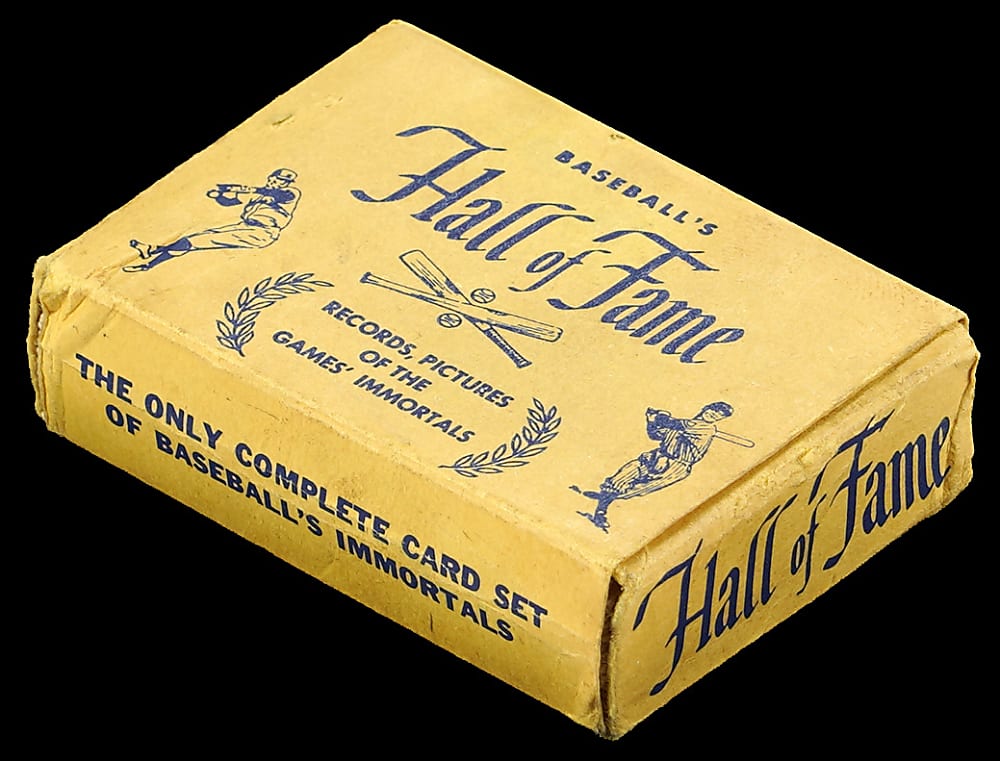 BASEBALL'S
Hall of Fame
RECORDS, PICTURES
OF THE
GAMES' IMMORTALS
THE ONLY COMPLETE CARD SET
OF BASEBALL'S IMMORTALS
Hall of Fame